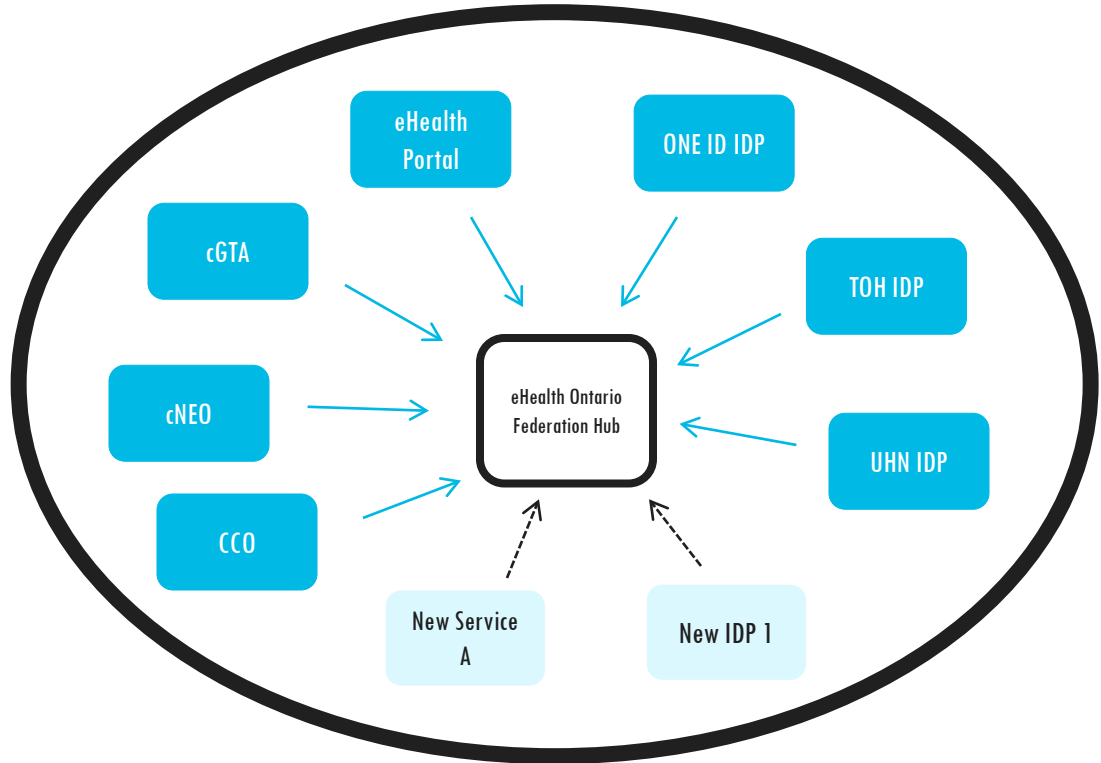 eHealth
Portal
ONE ID IDP
cGTA
TOH IDP
eHealth Ontario
Federation Hub
cNEO
UHN IDP
CCO
New Service
A
New IDP 1